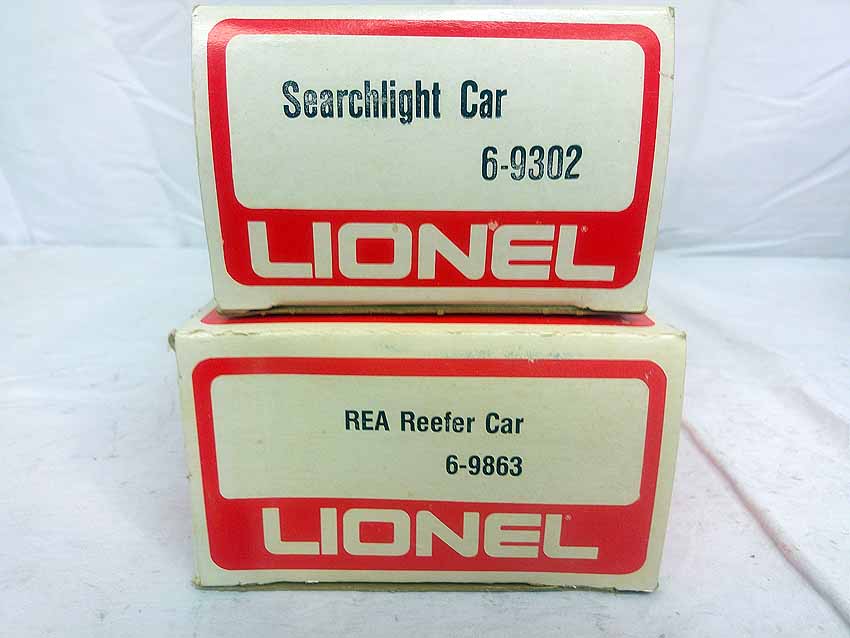 Searchlight Car
6-9302
LIONEL®
REA Reefer Car
6-9863
LIONEL®